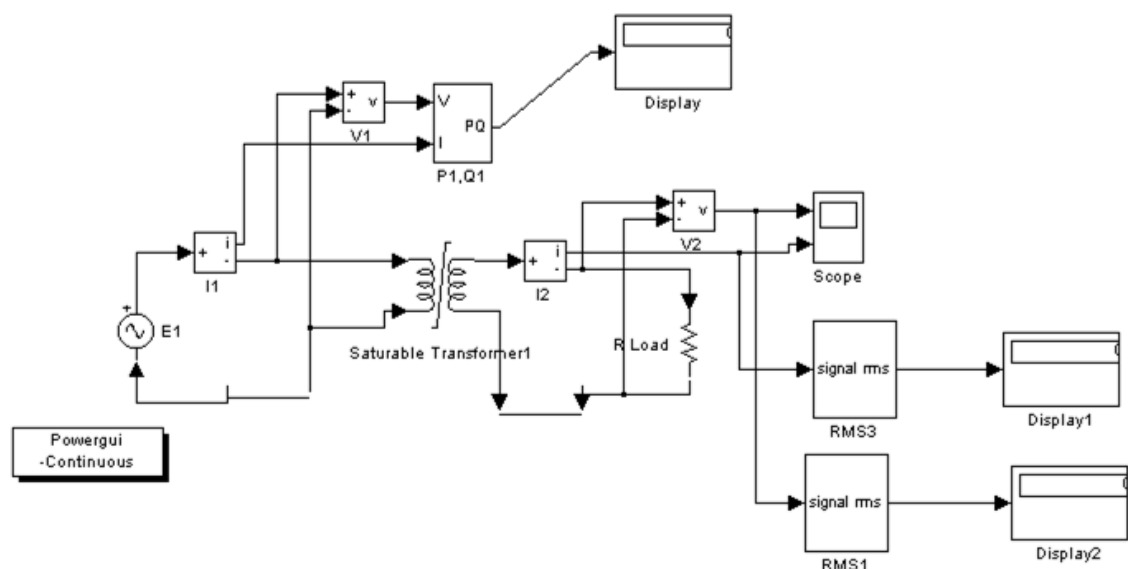 Display
+
-
v
V1
V
I
PQ
P1,Q1
+
-
v
V2
Scope
+
i
-
I1
+
i
-
I2
+
E1
Saturable Transformer1
R Load
signal rms
RMS3
Display1
Powergui
-Continuous
signal rms
RMS1
Display2